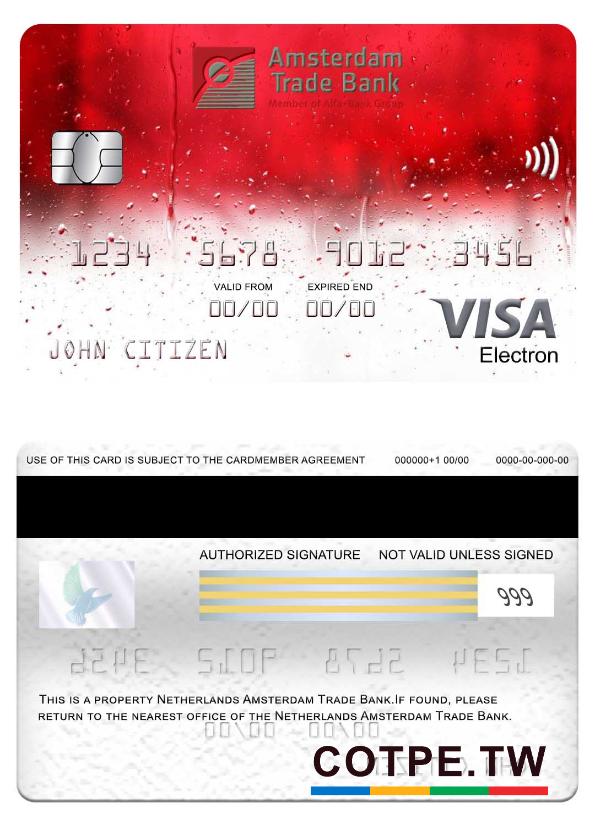 Amsterdam
Trade Bank
Member of Alfa-Bank Group
1234 5678 9012 3456
VALID FROM EXPIRED END
00/00 00/00
VISA
Electron
JOHN CITIZEN
USE OF THIS CARD IS SUBJECT TO THE CARDMEMBER AGREEMENT 000000+1 00/00 0000-00-000-00
AUTHORIZED SIGNATURE NOT VALID UNLESS SIGNED
999
THIS IS A PROPERTY NETHERLANDS AMSTERDAM TRADE BANK.IF FOUND, PLEASE
RETURN TO THE NEAREST OFFICE OF THE NETHERLANDS AMSTERDAM TRADE BANK.
COTPE.TW